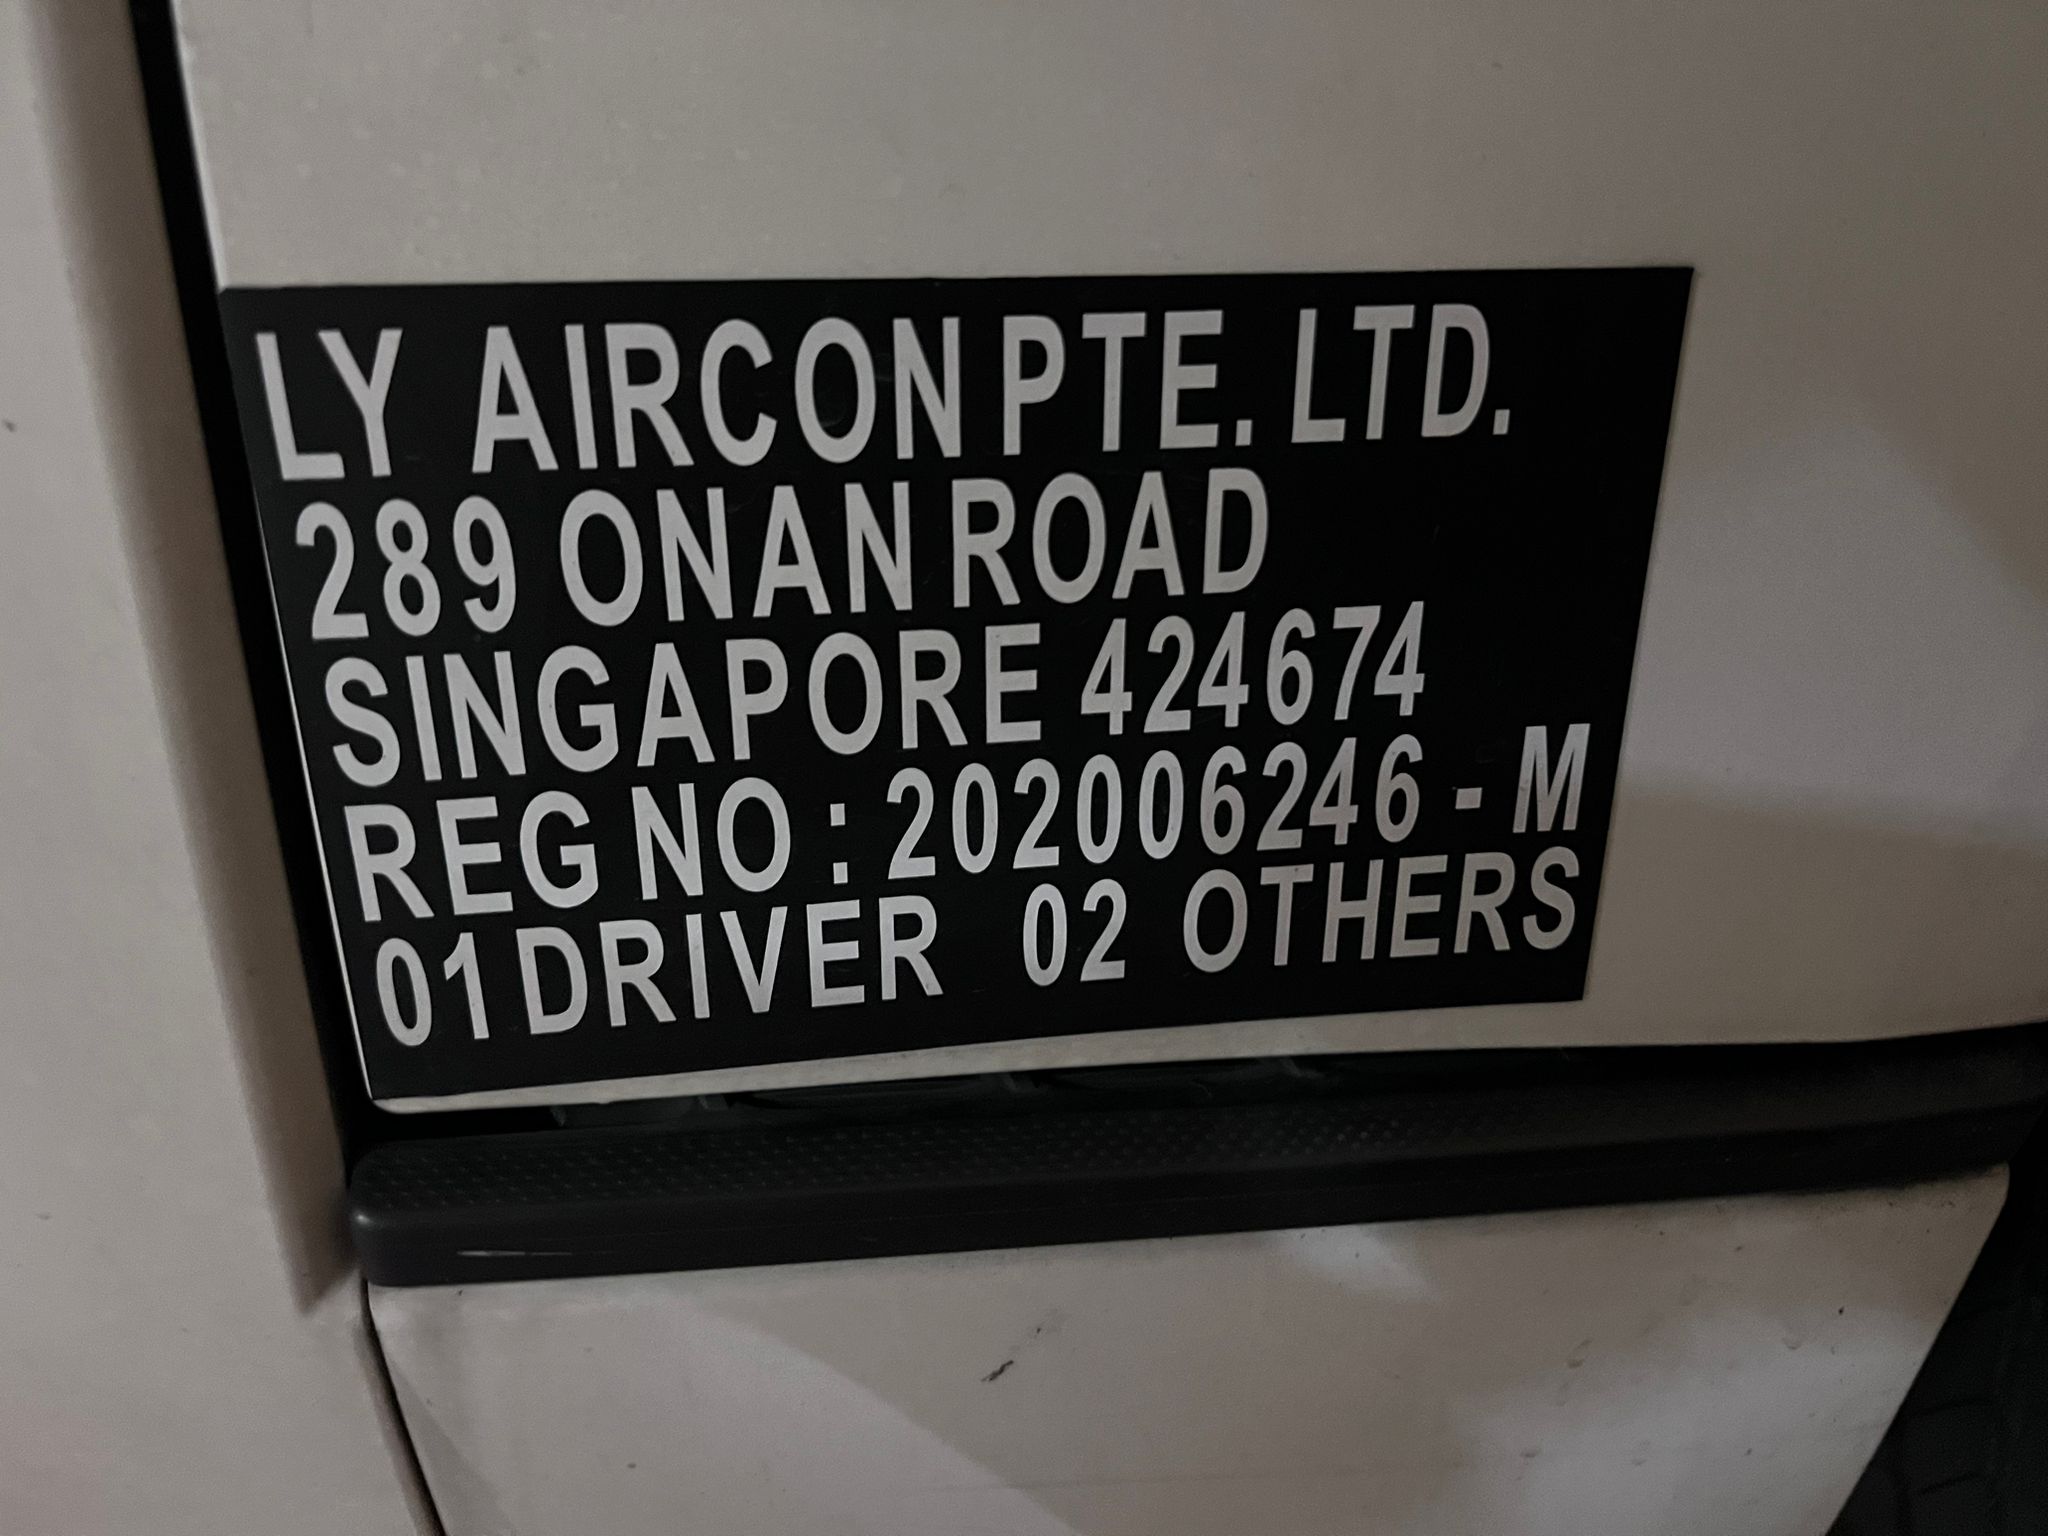 LY AIRCON PTE. LTD.
289 ONAN ROAD
SINGAPORE 424674
REG NO : 202006246 - M
01 DRIVER 02 OTHERS